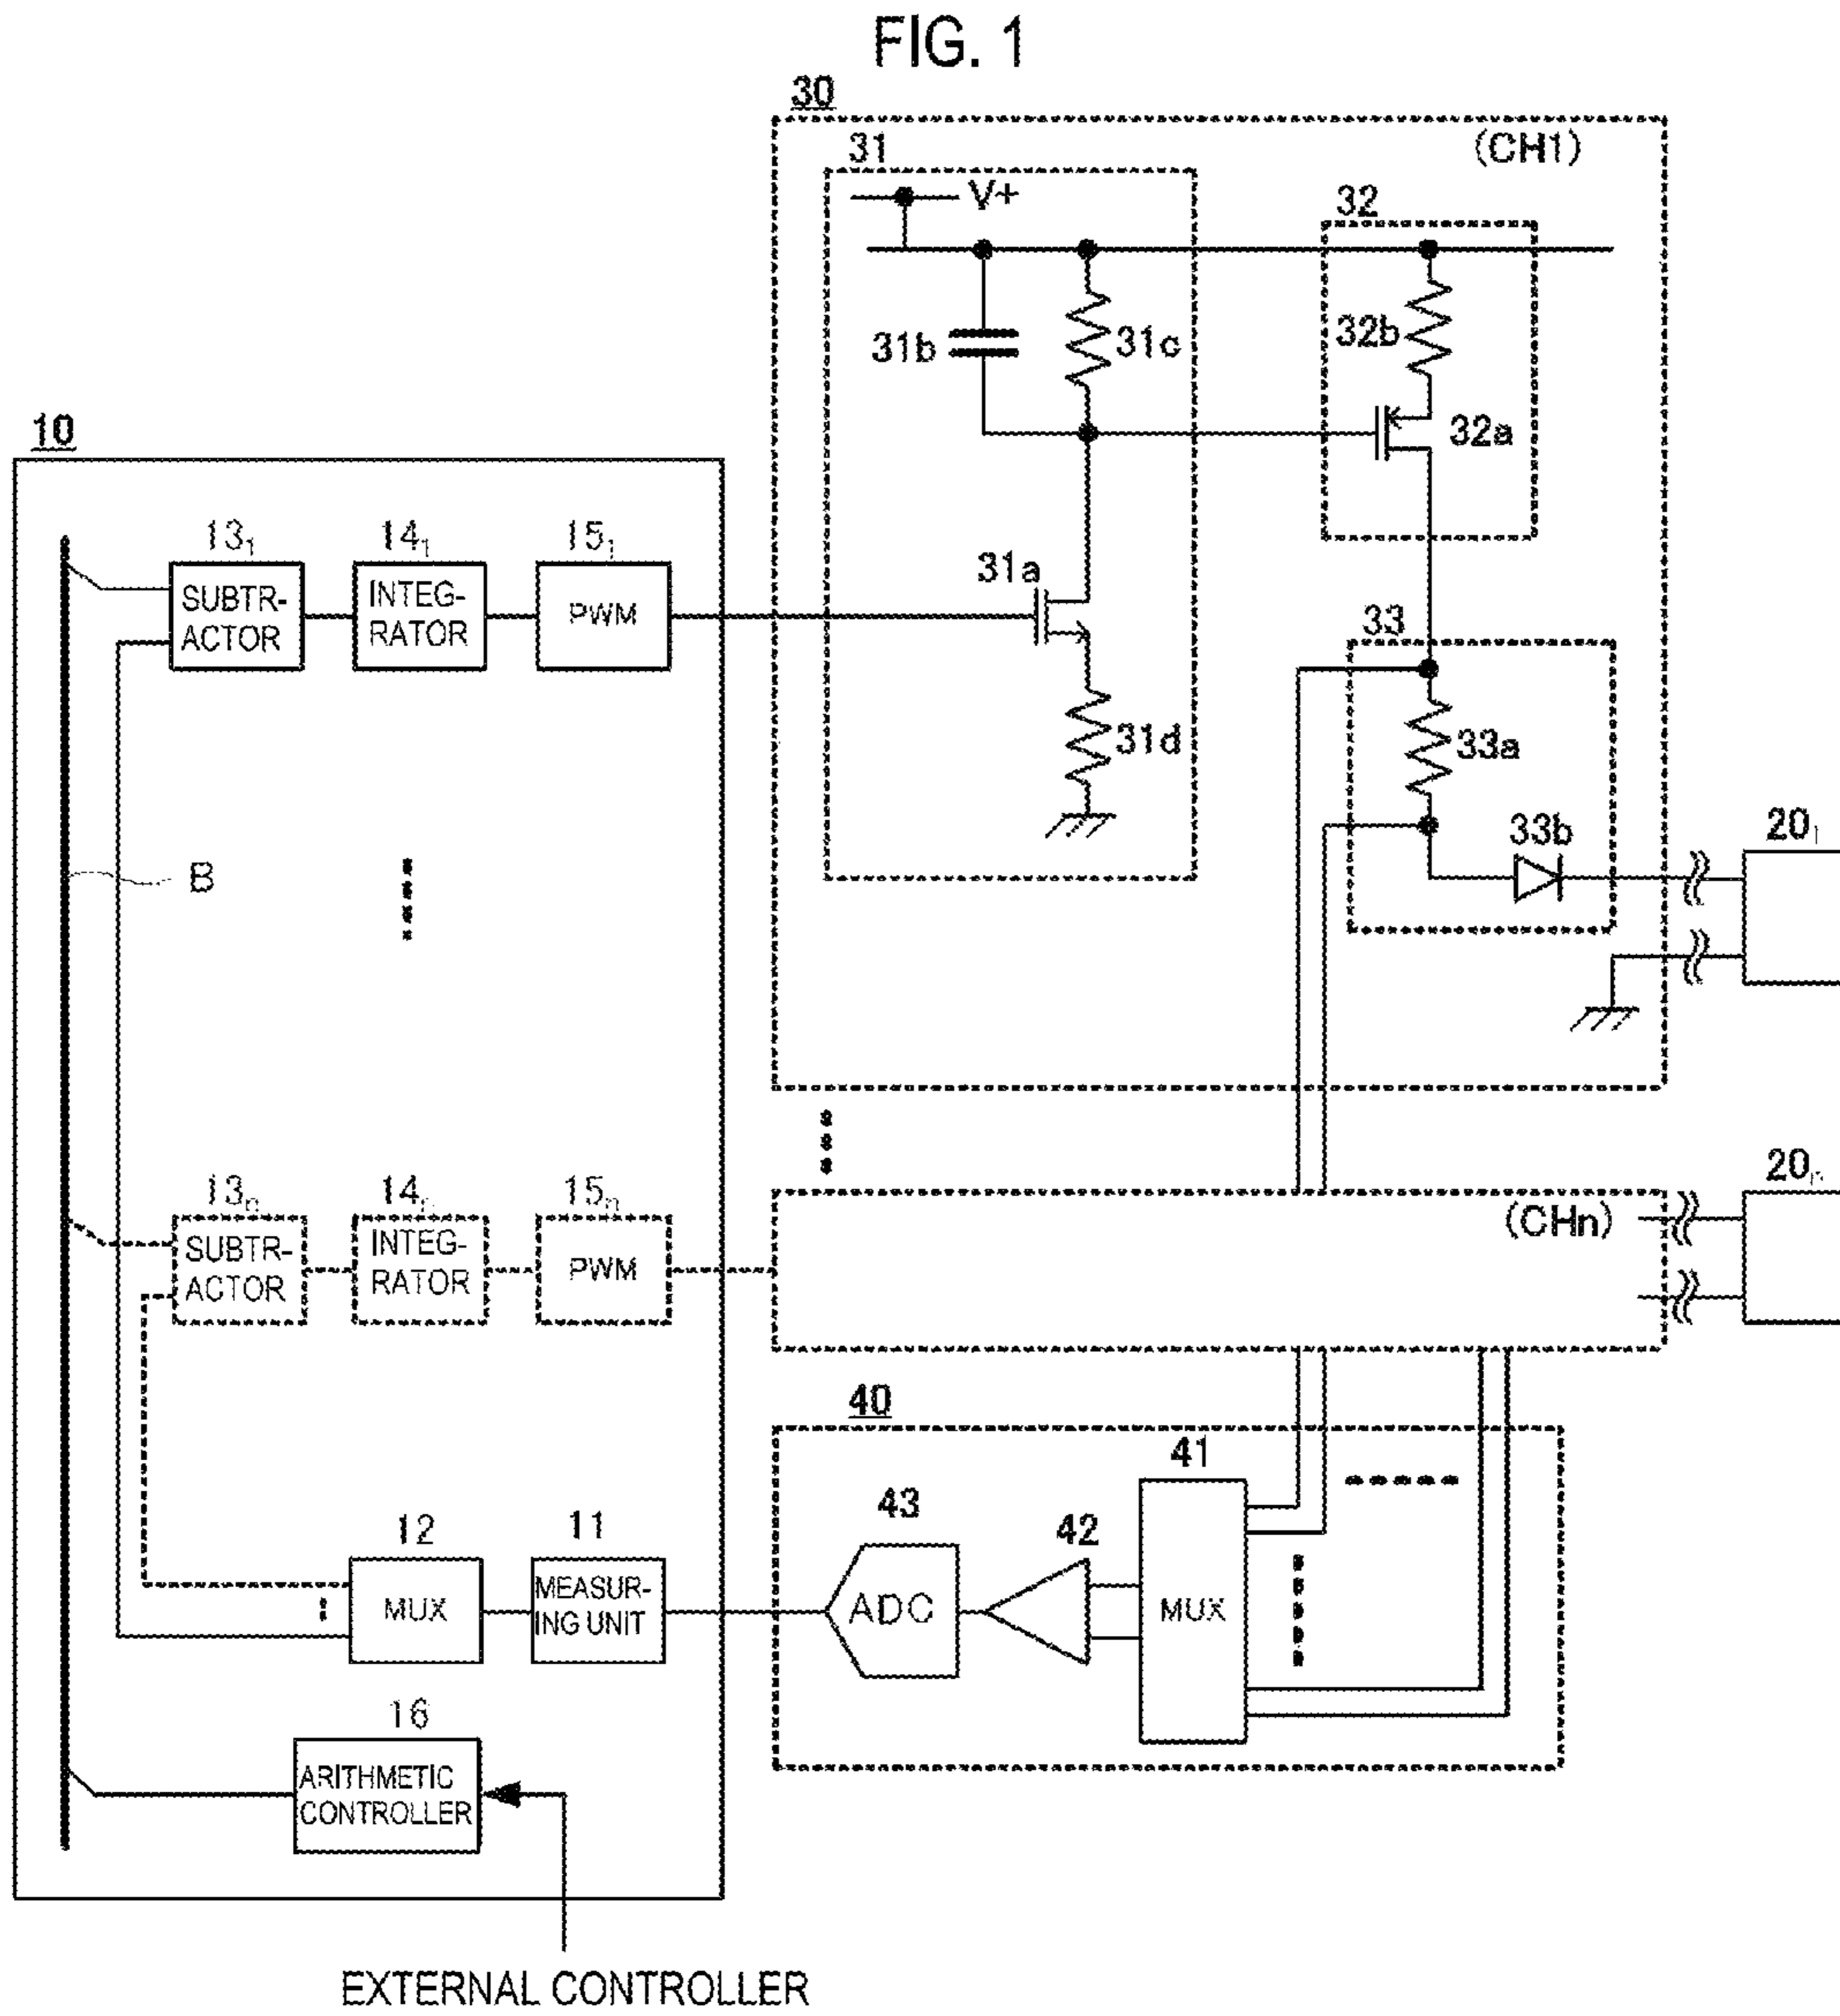 FIG. 1
30
(CH1)
31
V+
32
31b
31c
32b
32a
10
13₁
14₁
15₁
SUBTR-
ACTOR
INTEG-
RATOR
PWM
31a
33
31d
33a
33b
20₁
B
13ₙ
14ₙ
15ₙ
20ₙ
SUBTR-
ACTOR
INTEG-
RATOR
PWM
(CHn)
40
41
43
42
12
11
MUX
MEASUR-
ING UNIT
ADC
MUX
16
ARITHMETIC
CONTROLLER
EXTERNAL CONTROLLER